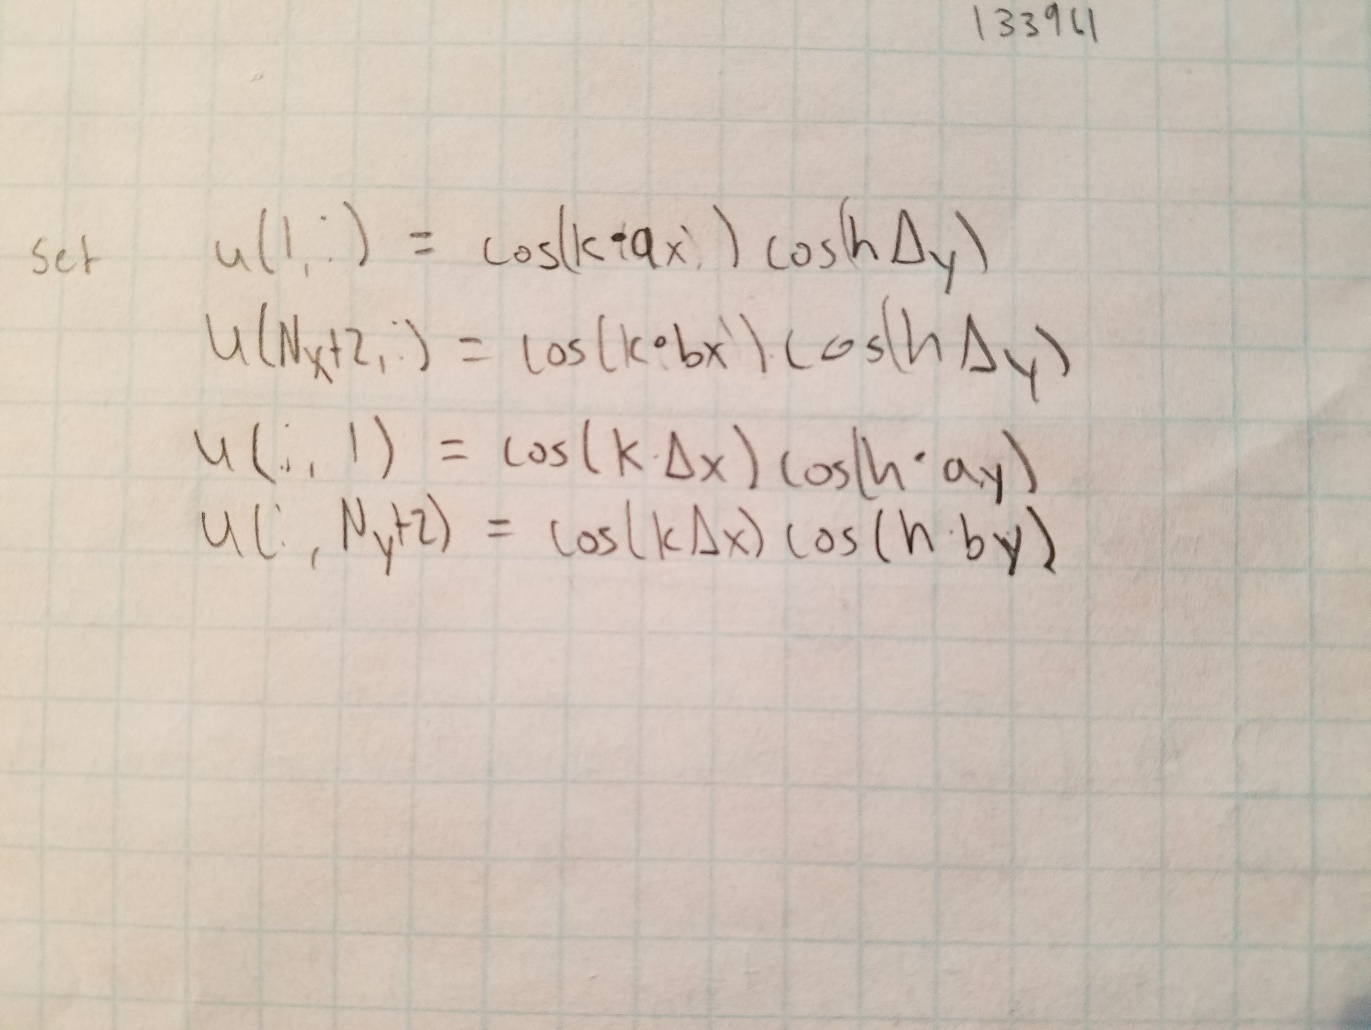 133961
set u(1,:) = cos(k·ax) cos(hΔy)
u(Nx+2,:) = cos(k·bx) cos(hΔy)
u(:,1) = cos(k·Δx) cos(h·ay)
u(:,Ny+2) = cos(kΔx) cos(h·by)